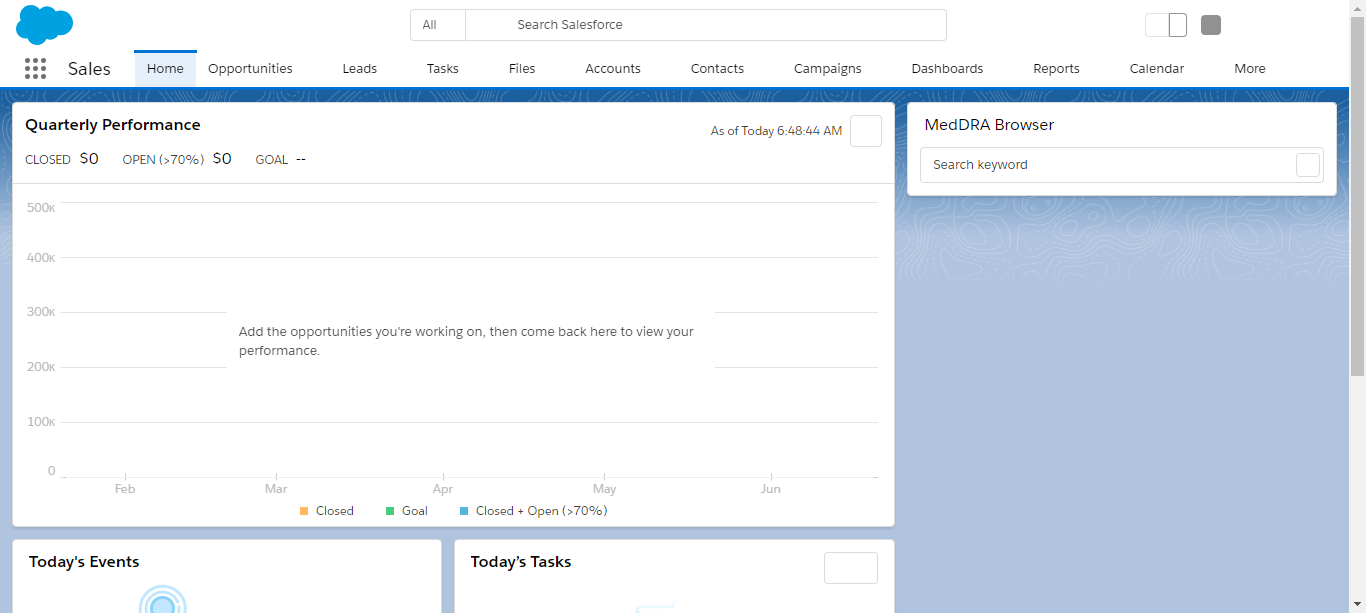 All
Search Salesforce
Sales
Home
Opportunities
Leads
Tasks
Files
Accounts
Contacts
Campaigns
Dashboards
Reports
Calendar
More
Quarterly Performance
As of Today 6:48:44 AM
CLOSED $0 OPEN (>70%) $0 GOAL --
500K
400K
300K
200K
100K
0
Add the opportunities you're working on, then come back here to view your
performance.
Feb
Mar
Apr
May
Jun
Closed
Goal
Closed + Open (>70%)
MedDRA Browser
Search keyword
Today's Events
Today’s Tasks